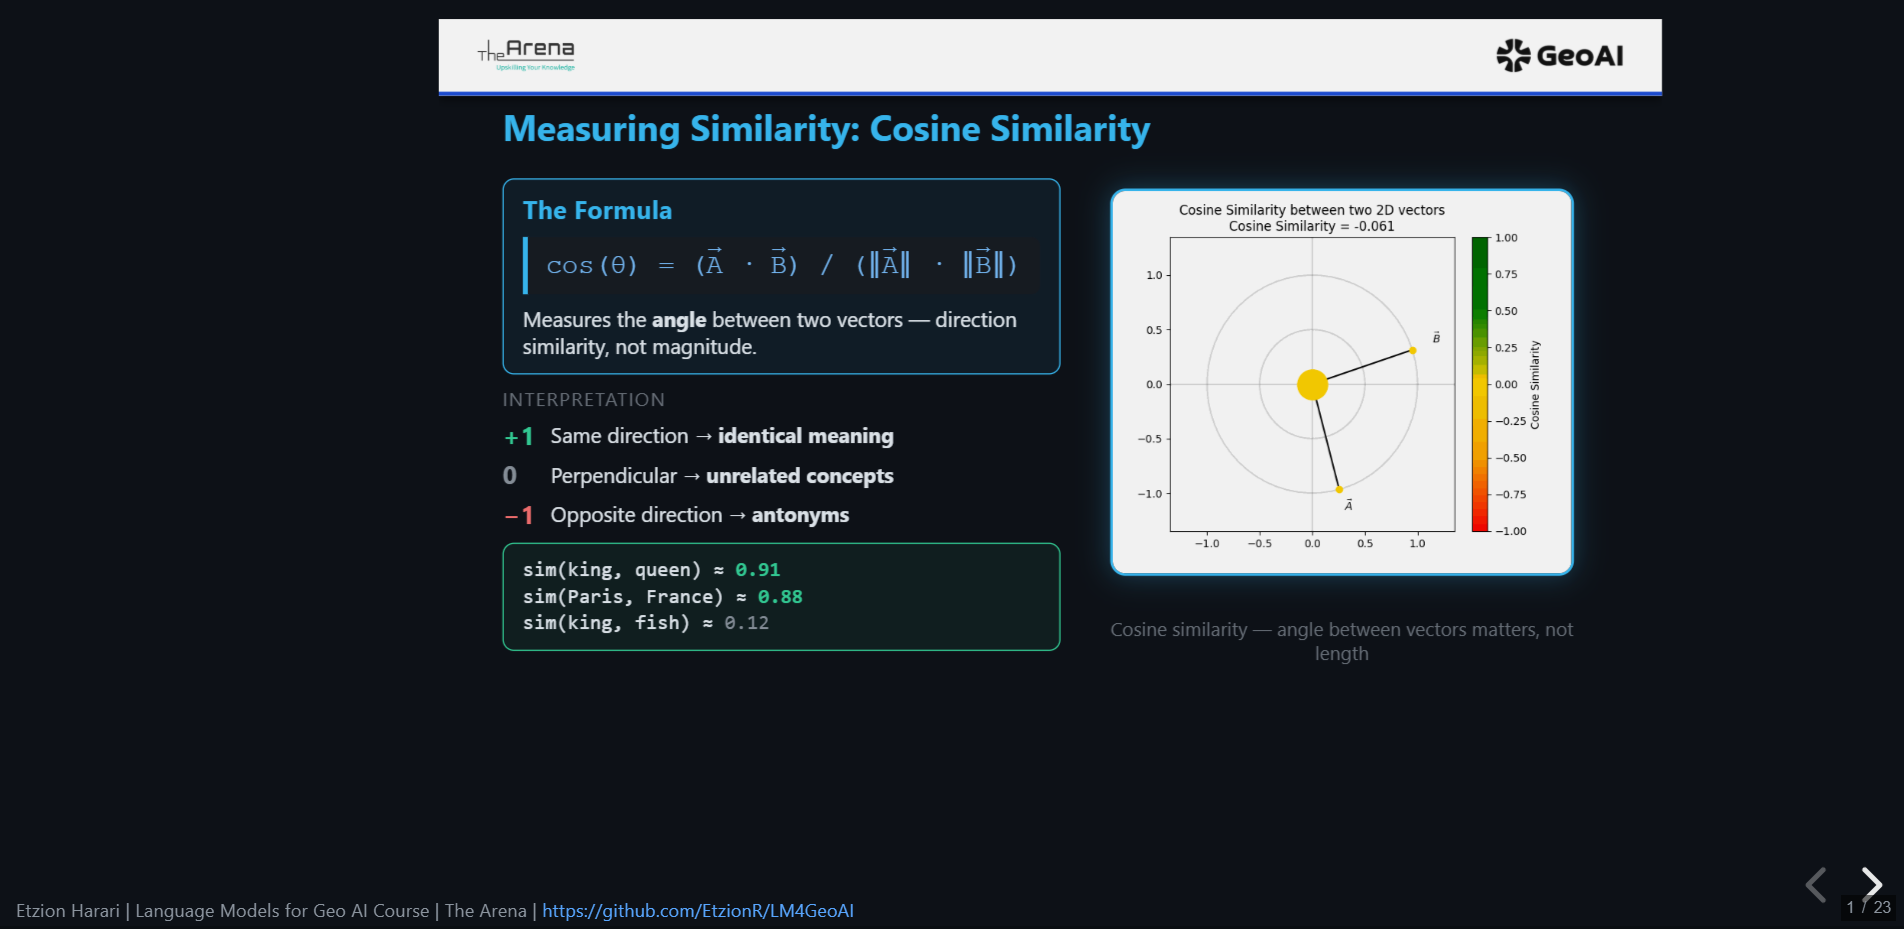 The Arena
Upskilling Your Knowledge
GeoAI
Measuring Similarity: Cosine Similarity
The Formula
cos(θ) = (A⃗ · B⃗) / (‖A⃗‖ · ‖B⃗‖)
Measures the angle between two vectors — direction
similarity, not magnitude.
INTERPRETATION
+1 Same direction → identical meaning
0 Perpendicular → unrelated concepts
−1 Opposite direction → antonyms
sim(king, queen) ≈ 0.91
sim(Paris, France) ≈ 0.88
sim(king, fish) ≈ 0.12
Cosine Similarity between two 2D vectors
Cosine Similarity = -0.061
1.0
0.5
0.0
−0.5
−1.0
B⃗
A⃗
−1.0 −0.5 0.0 0.5 1.0
1.00
0.75
0.50
0.25
0.00
−0.25
−0.50
−0.75
−1.00
Cosine Similarity
Cosine similarity — angle between vectors matters, not
length
Etzion Harari | Language Models for Geo AI Course | The Arena | https://github.com/EtzionR/LM4GeoAI
1 / 23